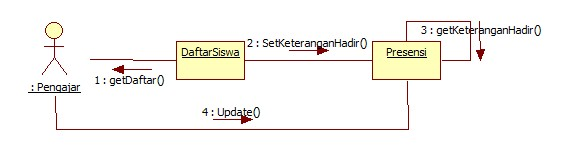 3 : getKeteranganHadir()
2 : SetKeteranganHadir()
DaftarSiswa
Presensi
1 : getDaftar()
: Pengajar
4 : Update()